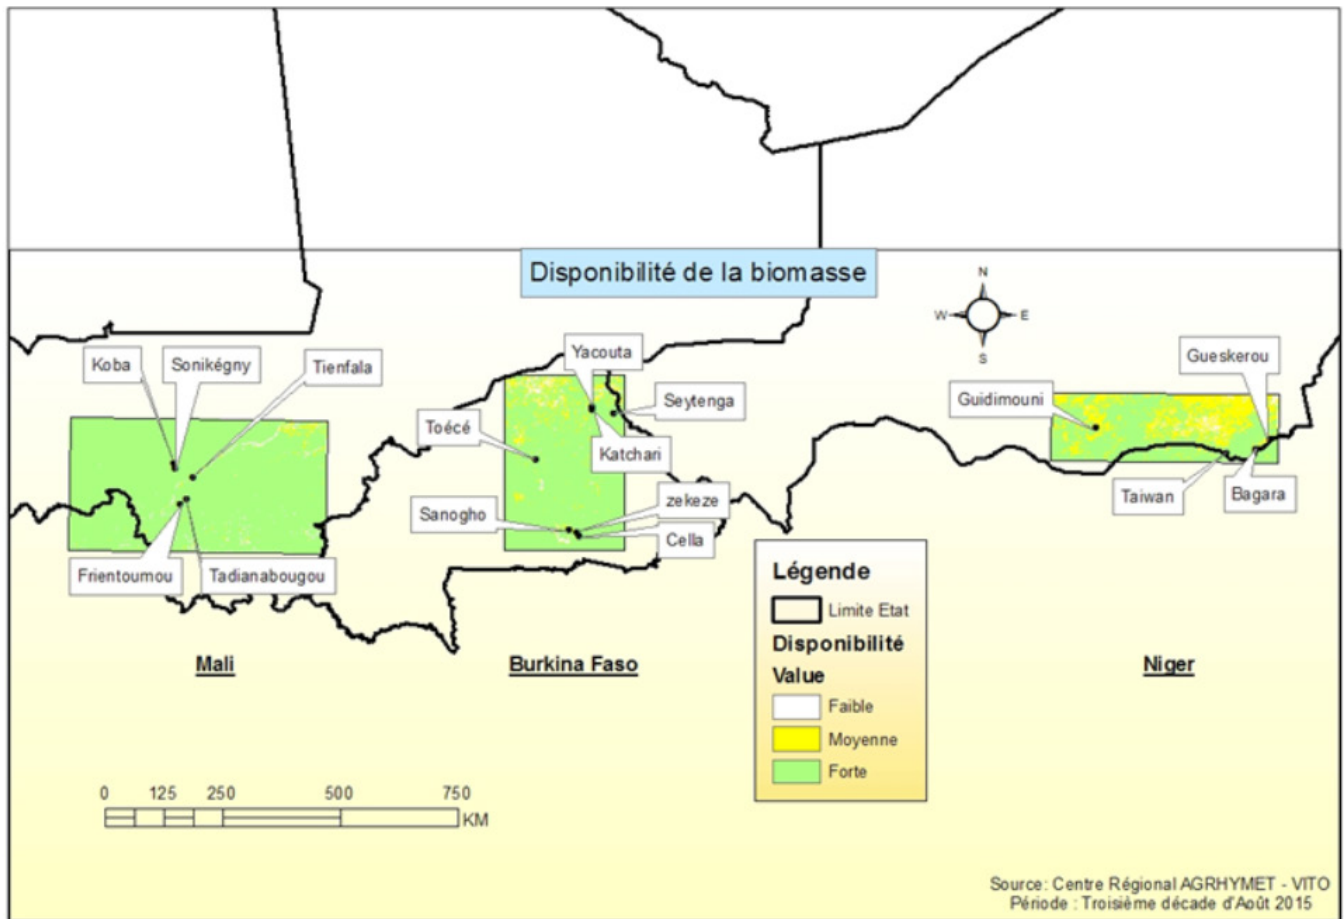 Disponibilité de la biomasse
N
W
E
S
Koba
Sonikégny
Tienfala
Frientoumou
Tadianabougou
Yacouta
Seytenga
Toécé
Katchari
Sanogho
zekeze
Cella
Gueskerou
Guidimouni
Taiwan
Bagara
Mali
Burkina Faso
Niger
Légende
Limite Etat
Disponibilité
Value
Faible
Moyenne
Forte
0 125 250 500 750
KM
Source: Centre Régional AGRHYMET - VITO
Période : Troisième décade d'Août 2015